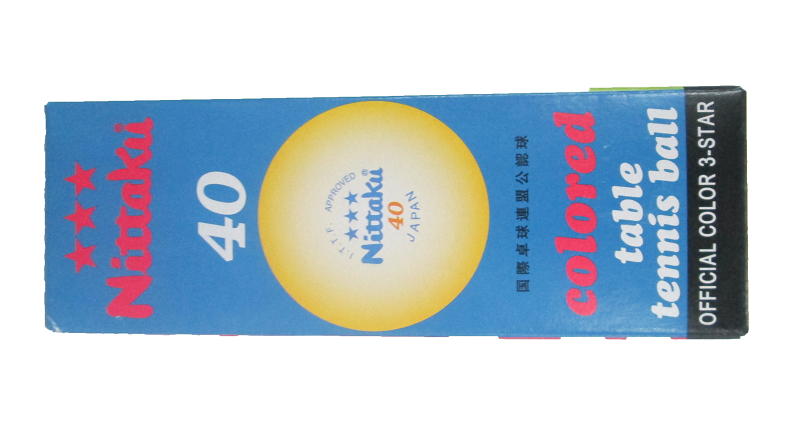 ★★★
Nittaku
40
I.T.T.F. APPROVED
★★★
Nittaku®
40
JAPAN
国際卓球連盟公認球
colored
table
tennis ball
OFFICIAL COLOR 3-STAR